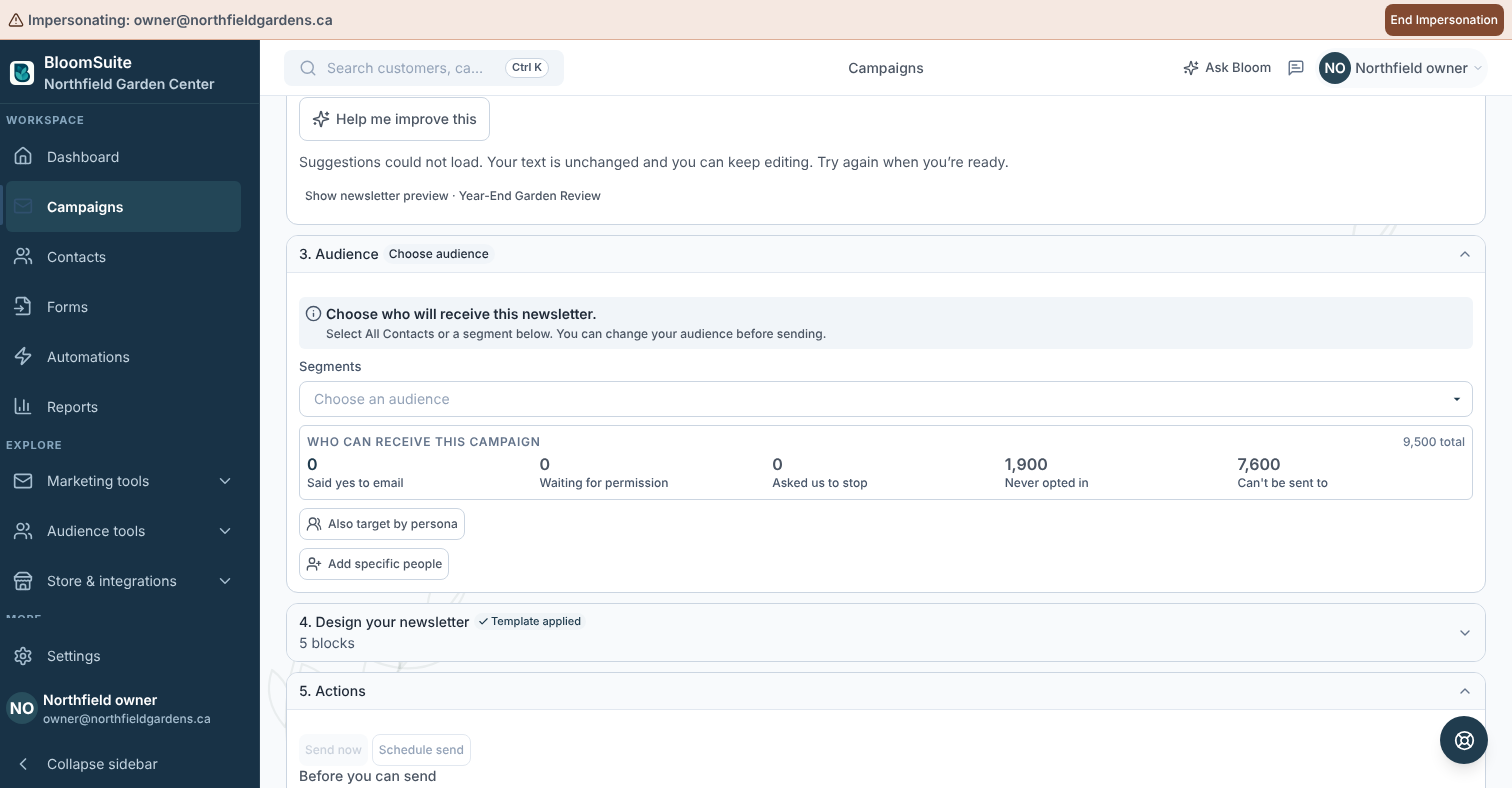 Impersonating: owner@northfieldgardens.ca
End Impersonation
BloomSuite
Northfield Garden Center
Search customers, ca...
Ctrl K
Campaigns
Ask Bloom
NO
Northfield owner
WORKSPACE
Dashboard
Campaigns
Contacts
Forms
Automations
Reports
EXPLORE
Marketing tools
Audience tools
Store & integrations
MORE
Settings
NO
Northfield owner
owner@northfieldgardens.ca
Collapse sidebar
Help me improve this
Suggestions could not load. Your text is unchanged and you can keep editing. Try again when you’re ready.
Show newsletter preview · Year-End Garden Review
3. Audience
Choose audience
Choose who will receive this newsletter.
Select All Contacts or a segment below. You can change your audience before sending.
Segments
Choose an audience
WHO CAN RECEIVE THIS CAMPAIGN
9,500 total
0
Said yes to email
0
Waiting for permission
0
Asked us to stop
1,900
Never opted in
7,600
Can't be sent to
Also target by persona
Add specific people
4. Design your newsletter
Template applied
5 blocks
5. Actions
Send now
Schedule send
Before you can send